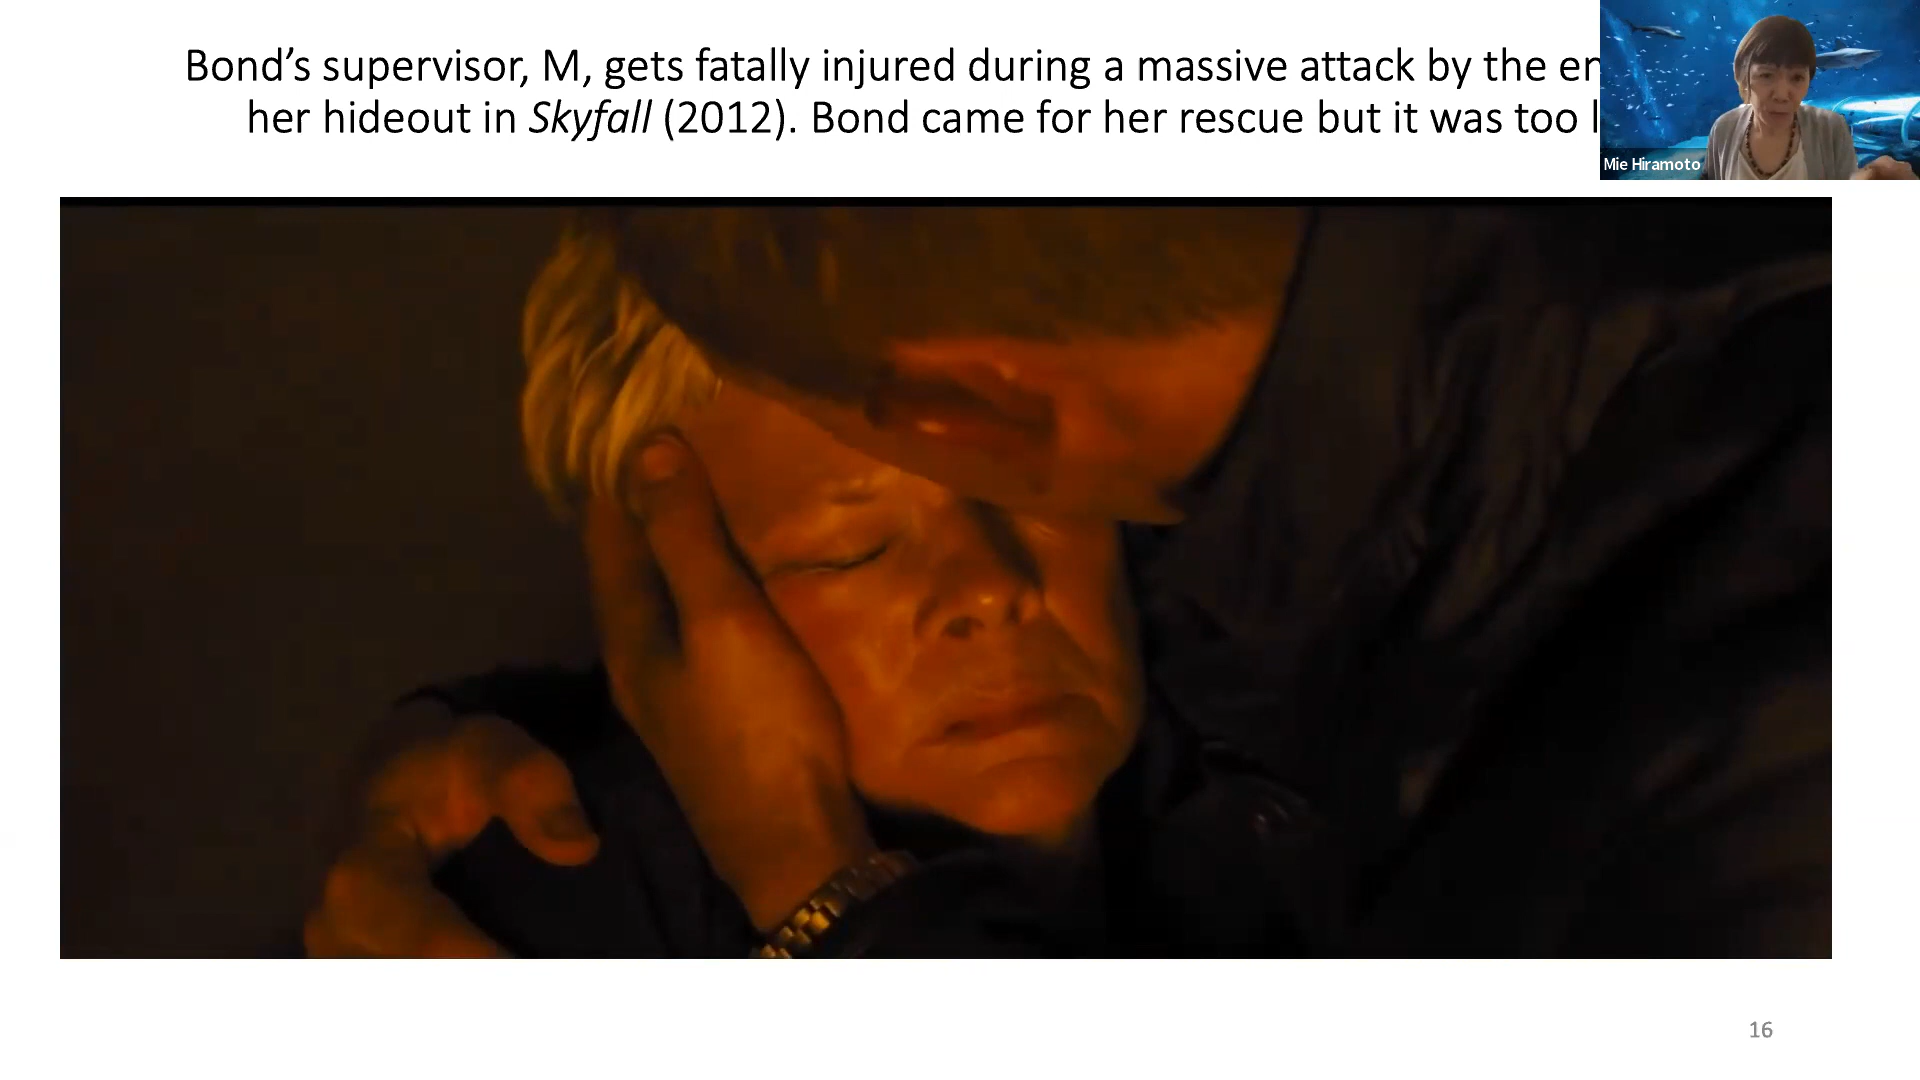 Bond’s supervisor, M, gets fatally injured during a massive attack by the
her hideout in Skyfall (2012). Bond came for her rescue but it was too
Mie Hiramoto
16